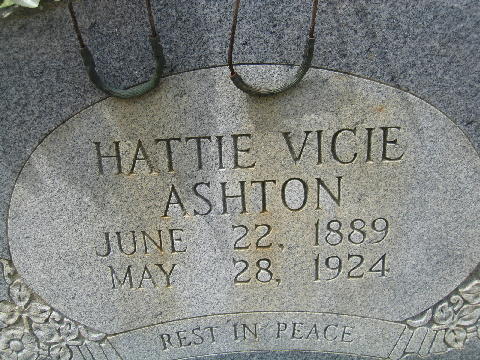 HATTIE VICIE
ASHTON
JUNE 22, 1889
MAY 28, 1924
REST IN PEACE